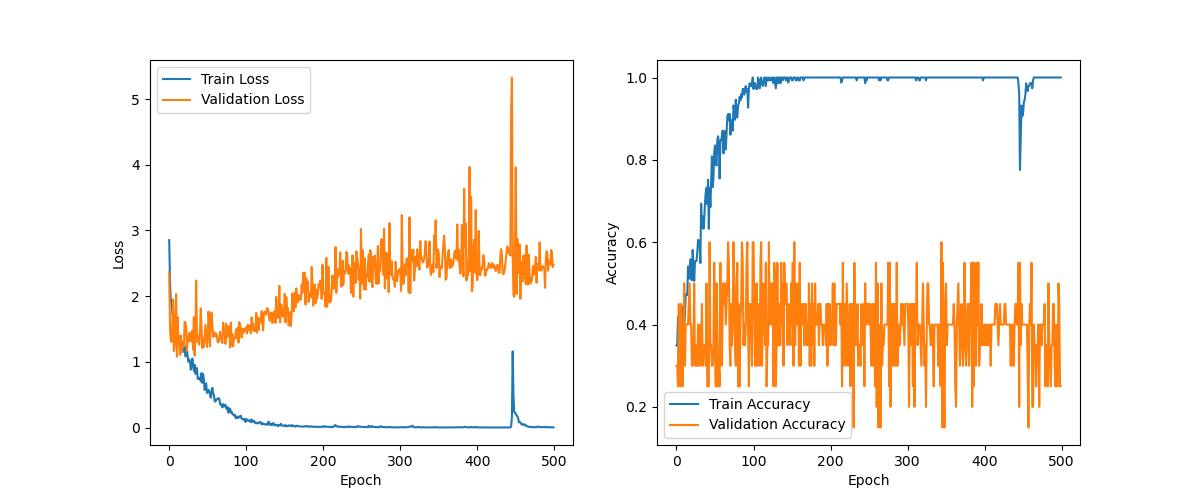 Train Loss
Validation Loss
5
4
3
2
1
0
Loss
0 100 200 300 400 500
Epoch
1.0
0.8
0.6
0.4
0.2
Accuracy
Train Accuracy
Validation Accuracy
0 100 200 300 400 500
Epoch